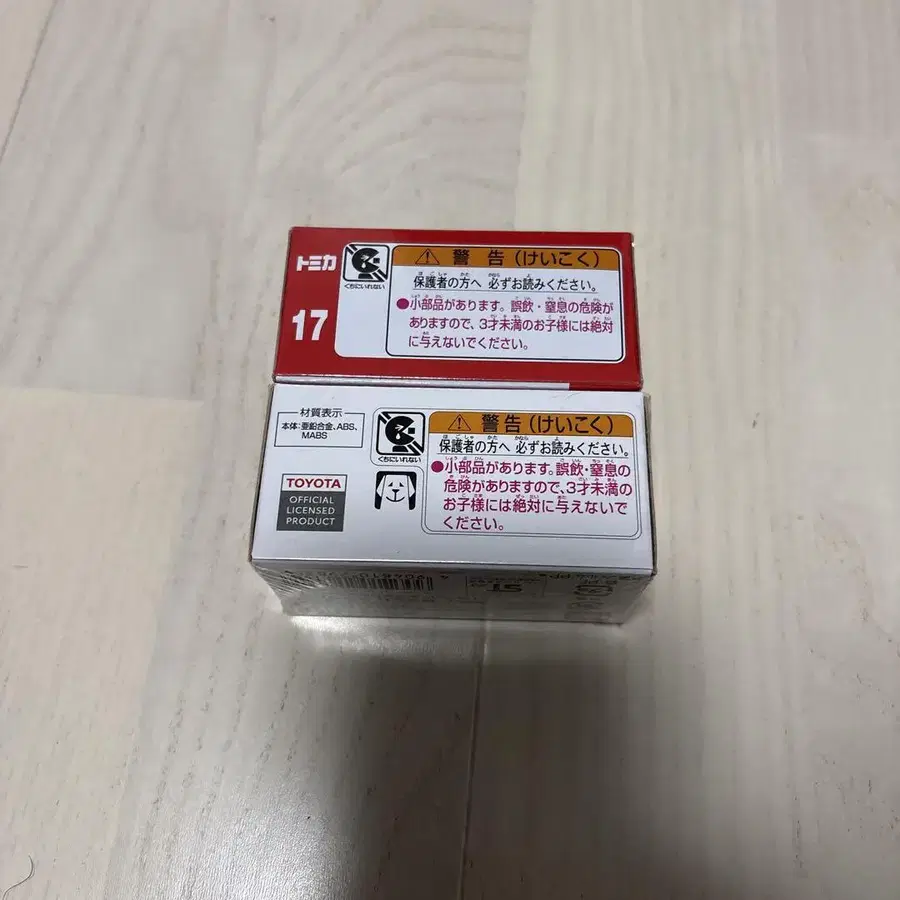 トミカ
17
くちにいれない
警告(けいこく)
保護者の方へ 必ずお読みください。
●小部品があります。誤飲・窒息の危険が
ありますので、3才未満のお子様には絶対
に与えないでください。
材質表示
本体:亜鉛合金、ABS、
MABS
TOYOTA
OFFICIAL
LICENSED
PRODUCT
くちにいれない
警告(けいこく)
保護者の方へ 必ずお読みください。
●小部品があります。誤飲・窒息の
危険がありますので、3才未満の
お子様には絶対に与えないで
ください。